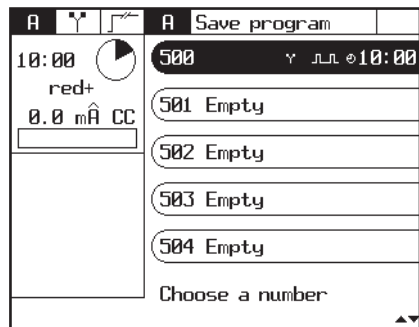 A
A Save program
10:00
red+
0.0 mÂ CC
500 10:00
501 Empty
502 Empty
503 Empty
504 Empty
Choose a number